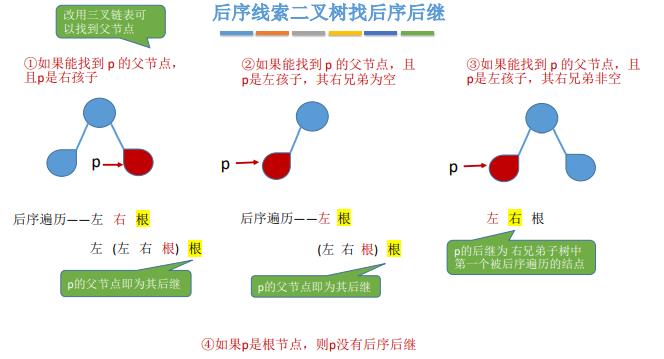 改用三叉链表可
以找到父节点
后序线索二叉树找后序后继
①如果能找到 p 的父节点，
且p是右孩子
②如果能找到 p 的父节点，且
p是左孩子，其右兄弟为空
③如果能找到 p 的父节点，且
p是左孩子，其右兄弟非空
p
p
p
后序遍历——左 右 根
左 (左 右 根) 根
p的父节点即为其后继
后序遍历——左 根
(左 右 根) 根
p的父节点即为其后继
左 右 根
p的后继为 右兄弟子树中
第一个被后序遍历的结点
④如果p是根节点，则p没有后序后继